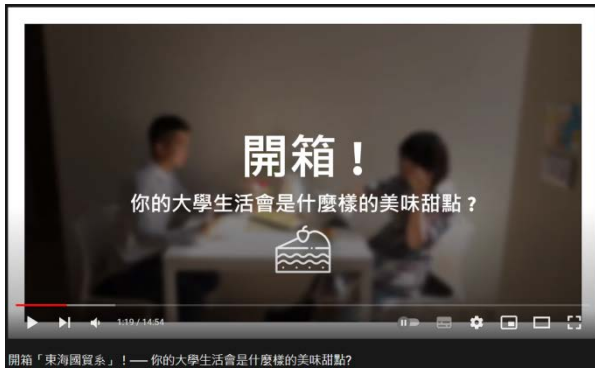 開箱！
你的大學生活會是什麼樣的美味甜點？
1:19 / 14:54
開箱「東海國貿系」！── 你的大學生活會是什麼樣的美味甜點?